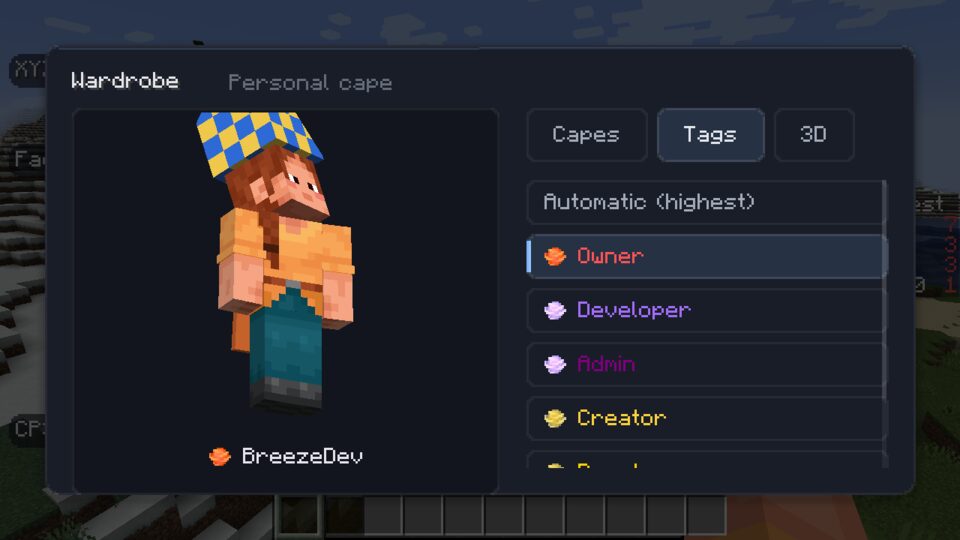 Wardrobe
Personal cape
Capes
Tags
3D
Automatic (highest)
Owner
Developer
Admin
Creator
BreezeDev